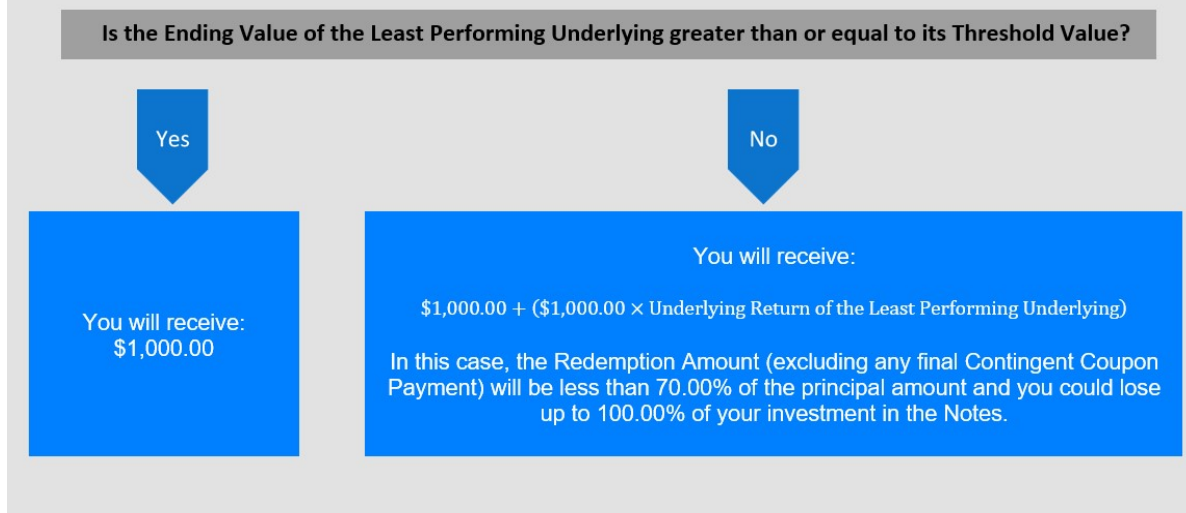 Is the Ending Value of the Least Performing Underlying greater than or equal to its Threshold Value?
Yes
No
You will receive:
$1,000.00
You will receive:
$1,000.00 + ($1,000.00 × Underlying Return of the Least Performing Underlying)
In this case, the Redemption Amount (excluding any final Contingent Coupon
Payment) will be less than 70.00% of the principal amount and you could lose
up to 100.00% of your investment in the Notes.